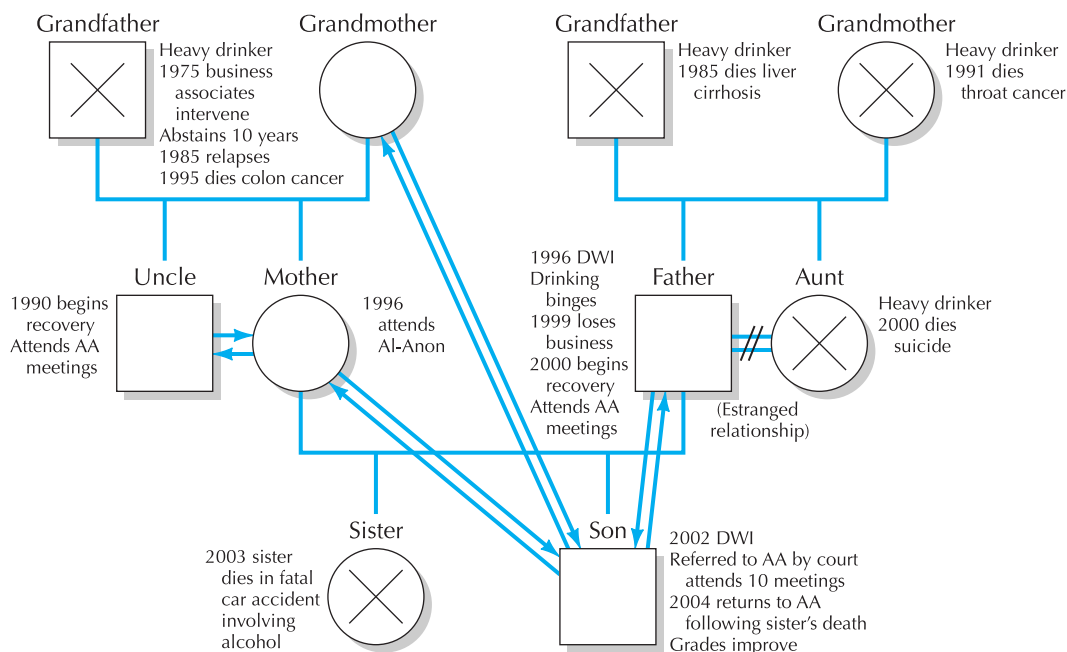 Grandfather
Heavy drinker
1975 business
associates
intervene
Abstains 10 years
1985 relapses
1995 dies colon cancer
Grandmother
Grandfather
Heavy drinker
1985 dies liver
cirrhosis
Grandmother
Heavy drinker
1991 dies
throat cancer
Uncle
1990 begins
recovery
Attends AA
meetings
Mother
1996
attends
Al-Anon
1996 DWI
Drinking
binges
1999 loses
business
2000 begins
recovery
Attends AA
meetings
Father
Aunt
Heavy drinker
2000 dies
suicide
(Estranged
relationship)
Sister
2003 sister
dies in fatal
car accident
involving
alcohol
Son
2002 DWI
Referred to AA by court
attends 10 meetings
2004 returns to AA
following sister’s death
Grades improve